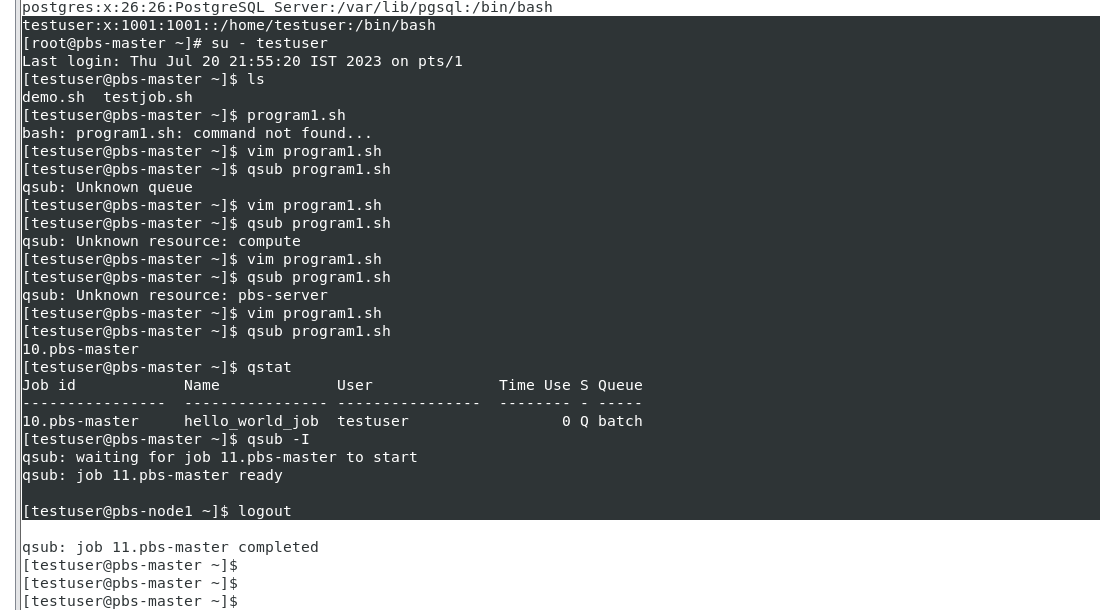 postgres:x:26:26:PostgreSQL Server:/var/lib/pgsql:/bin/bash
testuser:x:1001:1001::/home/testuser:/bin/bash
[root@pbs-master ~]# su - testuser
Last login: Thu Jul 20 21:55:20 IST 2023 on pts/1
[testuser@pbs-master ~]$ ls
demo.sh  testjob.sh
[testuser@pbs-master ~]$ program1.sh
bash: program1.sh: command not found...
[testuser@pbs-master ~]$ vim program1.sh
[testuser@pbs-master ~]$ qsub program1.sh
qsub: Unknown queue
[testuser@pbs-master ~]$ vim program1.sh
[testuser@pbs-master ~]$ qsub program1.sh
qsub: Unknown resource: compute
[testuser@pbs-master ~]$ vim program1.sh
[testuser@pbs-master ~]$ qsub program1.sh
qsub: Unknown resource: pbs-server
[testuser@pbs-master ~]$ vim program1.sh
[testuser@pbs-master ~]$ qsub program1.sh
10.pbs-master
[testuser@pbs-master ~]$ qstat
Job id            Name             User              Time Use S Queue
----------------  ---------------- ----------------  -------- - -----
10.pbs-master     hello_world_job  testuser                 0 Q batch
[testuser@pbs-master ~]$ qsub -I
qsub: waiting for job 11.pbs-master to start
qsub: job 11.pbs-master ready
[testuser@pbs-node1 ~]$ logout
qsub: job 11.pbs-master completed
[testuser@pbs-master ~]$
[testuser@pbs-master ~]$
[testuser@pbs-master ~]$